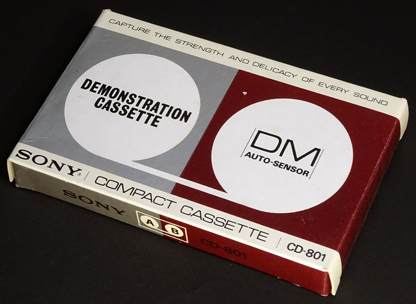 CAPTURE THE STRENGTH AND DELICACY OF EVERY SOUND
DEMONSTRATION
CASSETTE
DM
AUTO-SENSOR
SONY | COMPACT CASSETTE | CD-801
SONY A B CD-801